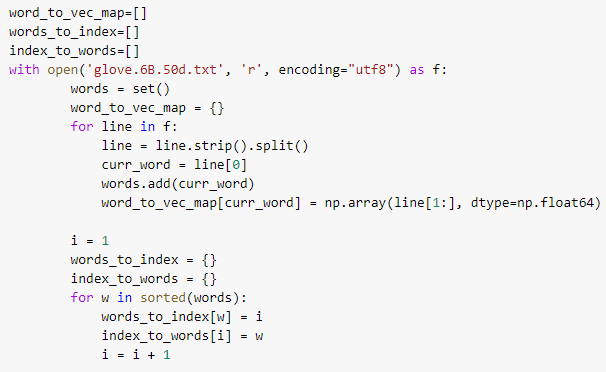 word_to_vec_map=[]
words_to_index=[]
index_to_words=[]
with open('glove.6B.50d.txt', 'r', encoding="utf8") as f:
        words = set()
        word_to_vec_map = {}
        for line in f:
            line = line.strip().split()
            curr_word = line[0]
            words.add(curr_word)
            word_to_vec_map[curr_word] = np.array(line[1:], dtype=np.float64)

        i = 1
        words_to_index = {}
        index_to_words = {}
        for w in sorted(words):
            words_to_index[w] = i
            index_to_words[i] = w
            i = i + 1